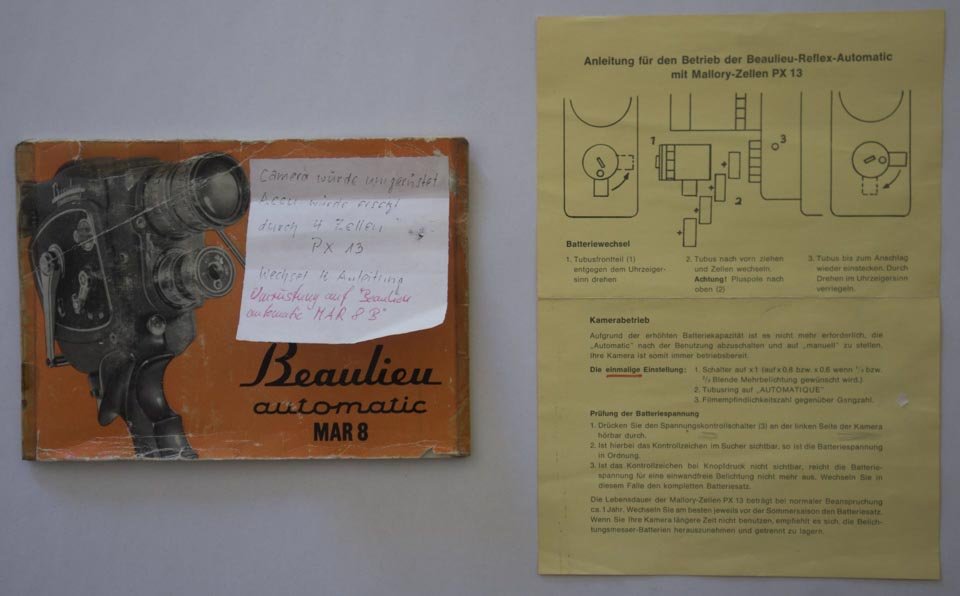 Camera würde umgerüstet
Accu würde ersetzt
durch 4 Zellen
PX 13
Wechsel lt Anleitung
Umrüstung auf "Beaulieu
automatic MAR 8 B"
Beaulieu
automatic
MAR 8
Anleitung für den Betrieb der Beaulieu-Reflex-Automatic
mit Mallory-Zellen PX 13
1
2
3
Batteriewechsel
1. Tubusfrontteil (1)
entgegen dem Uhrzeiger-
sinn drehen
2. Tubus nach vorn ziehen
und Zellen wechseln.
Achtung! Pluspole nach
oben (2)
3. Tubus bis zum Anschlag
wieder einstecken. Durch
Drehen im Uhrzeigersinn
verriegeln.
Kamerabetrieb
Aufgrund der erhöhten Batteriekapazität ist es nicht mehr erforderlich, die
„Automatic" nach der Benutzung abzuschalten und auf „manuell" zu stellen.
Ihre Kamera ist somit immer betriebsbereit.
Die einmalige Einstellung: 1. Schalter auf x1 (auf x 0,8 bzw. x 0,6 wenn 1/3 bzw.
2/3 Blende Mehrbelichtung gewünscht wird.)
2. Tubusring auf „AUTOMATIQUE"
3. Filmempfindlichkeitszahl gegenüber Gangzahl.
Prüfung der Batteriespannung
1. Drücken Sie den Spannungskontrollschalter (3) an der linken Seite der Kamera
hörbar durch.
2. Ist hierbei das Kontrollzeichen im Sucher sichtbar, so ist die Batteriespannung
in Ordnung.
3. Ist das Kontrollzeichen bei Knopfdruck nicht sichtbar, reicht die Batterie-
spannung für eine einwandfreie Belichtung nicht mehr aus. Wechseln Sie in
diesem Falle den kompletten Batteriesatz.
Die Lebensdauer der Mallory-Zellen PX 13 beträgt bei normaler Beanspruchung
ca. 1 Jahr. Wechseln Sie am besten jeweils vor der Sommersaison den Batteriesatz.
Wenn Sie Ihre Kamera längere Zeit nicht benutzen, empfiehlt es sich, die Belich-
tungsmesser-Batterien herauszunehmen und getrennt zu lagern.